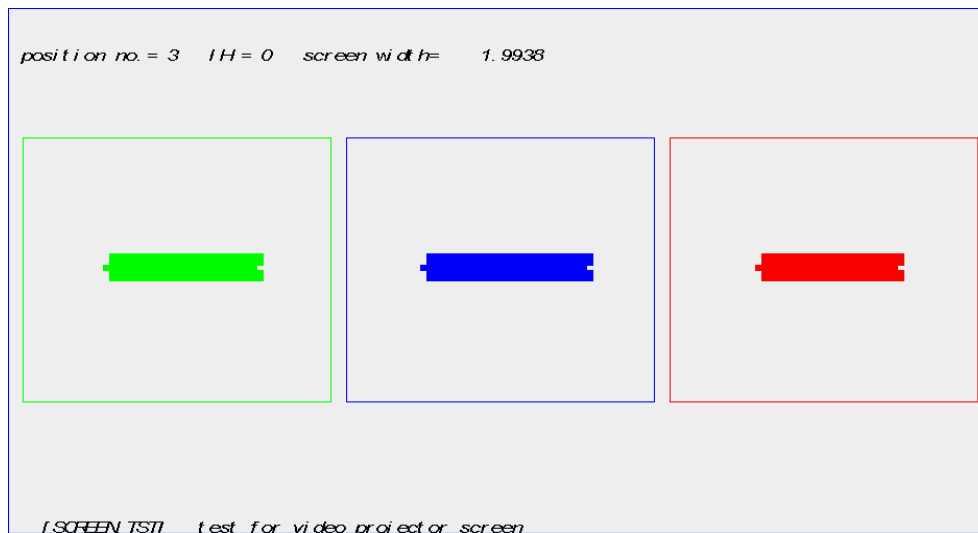 position no.= 3 IH = 0 screen width= 1.9938
[SCREEN.TST] test for video projector screen